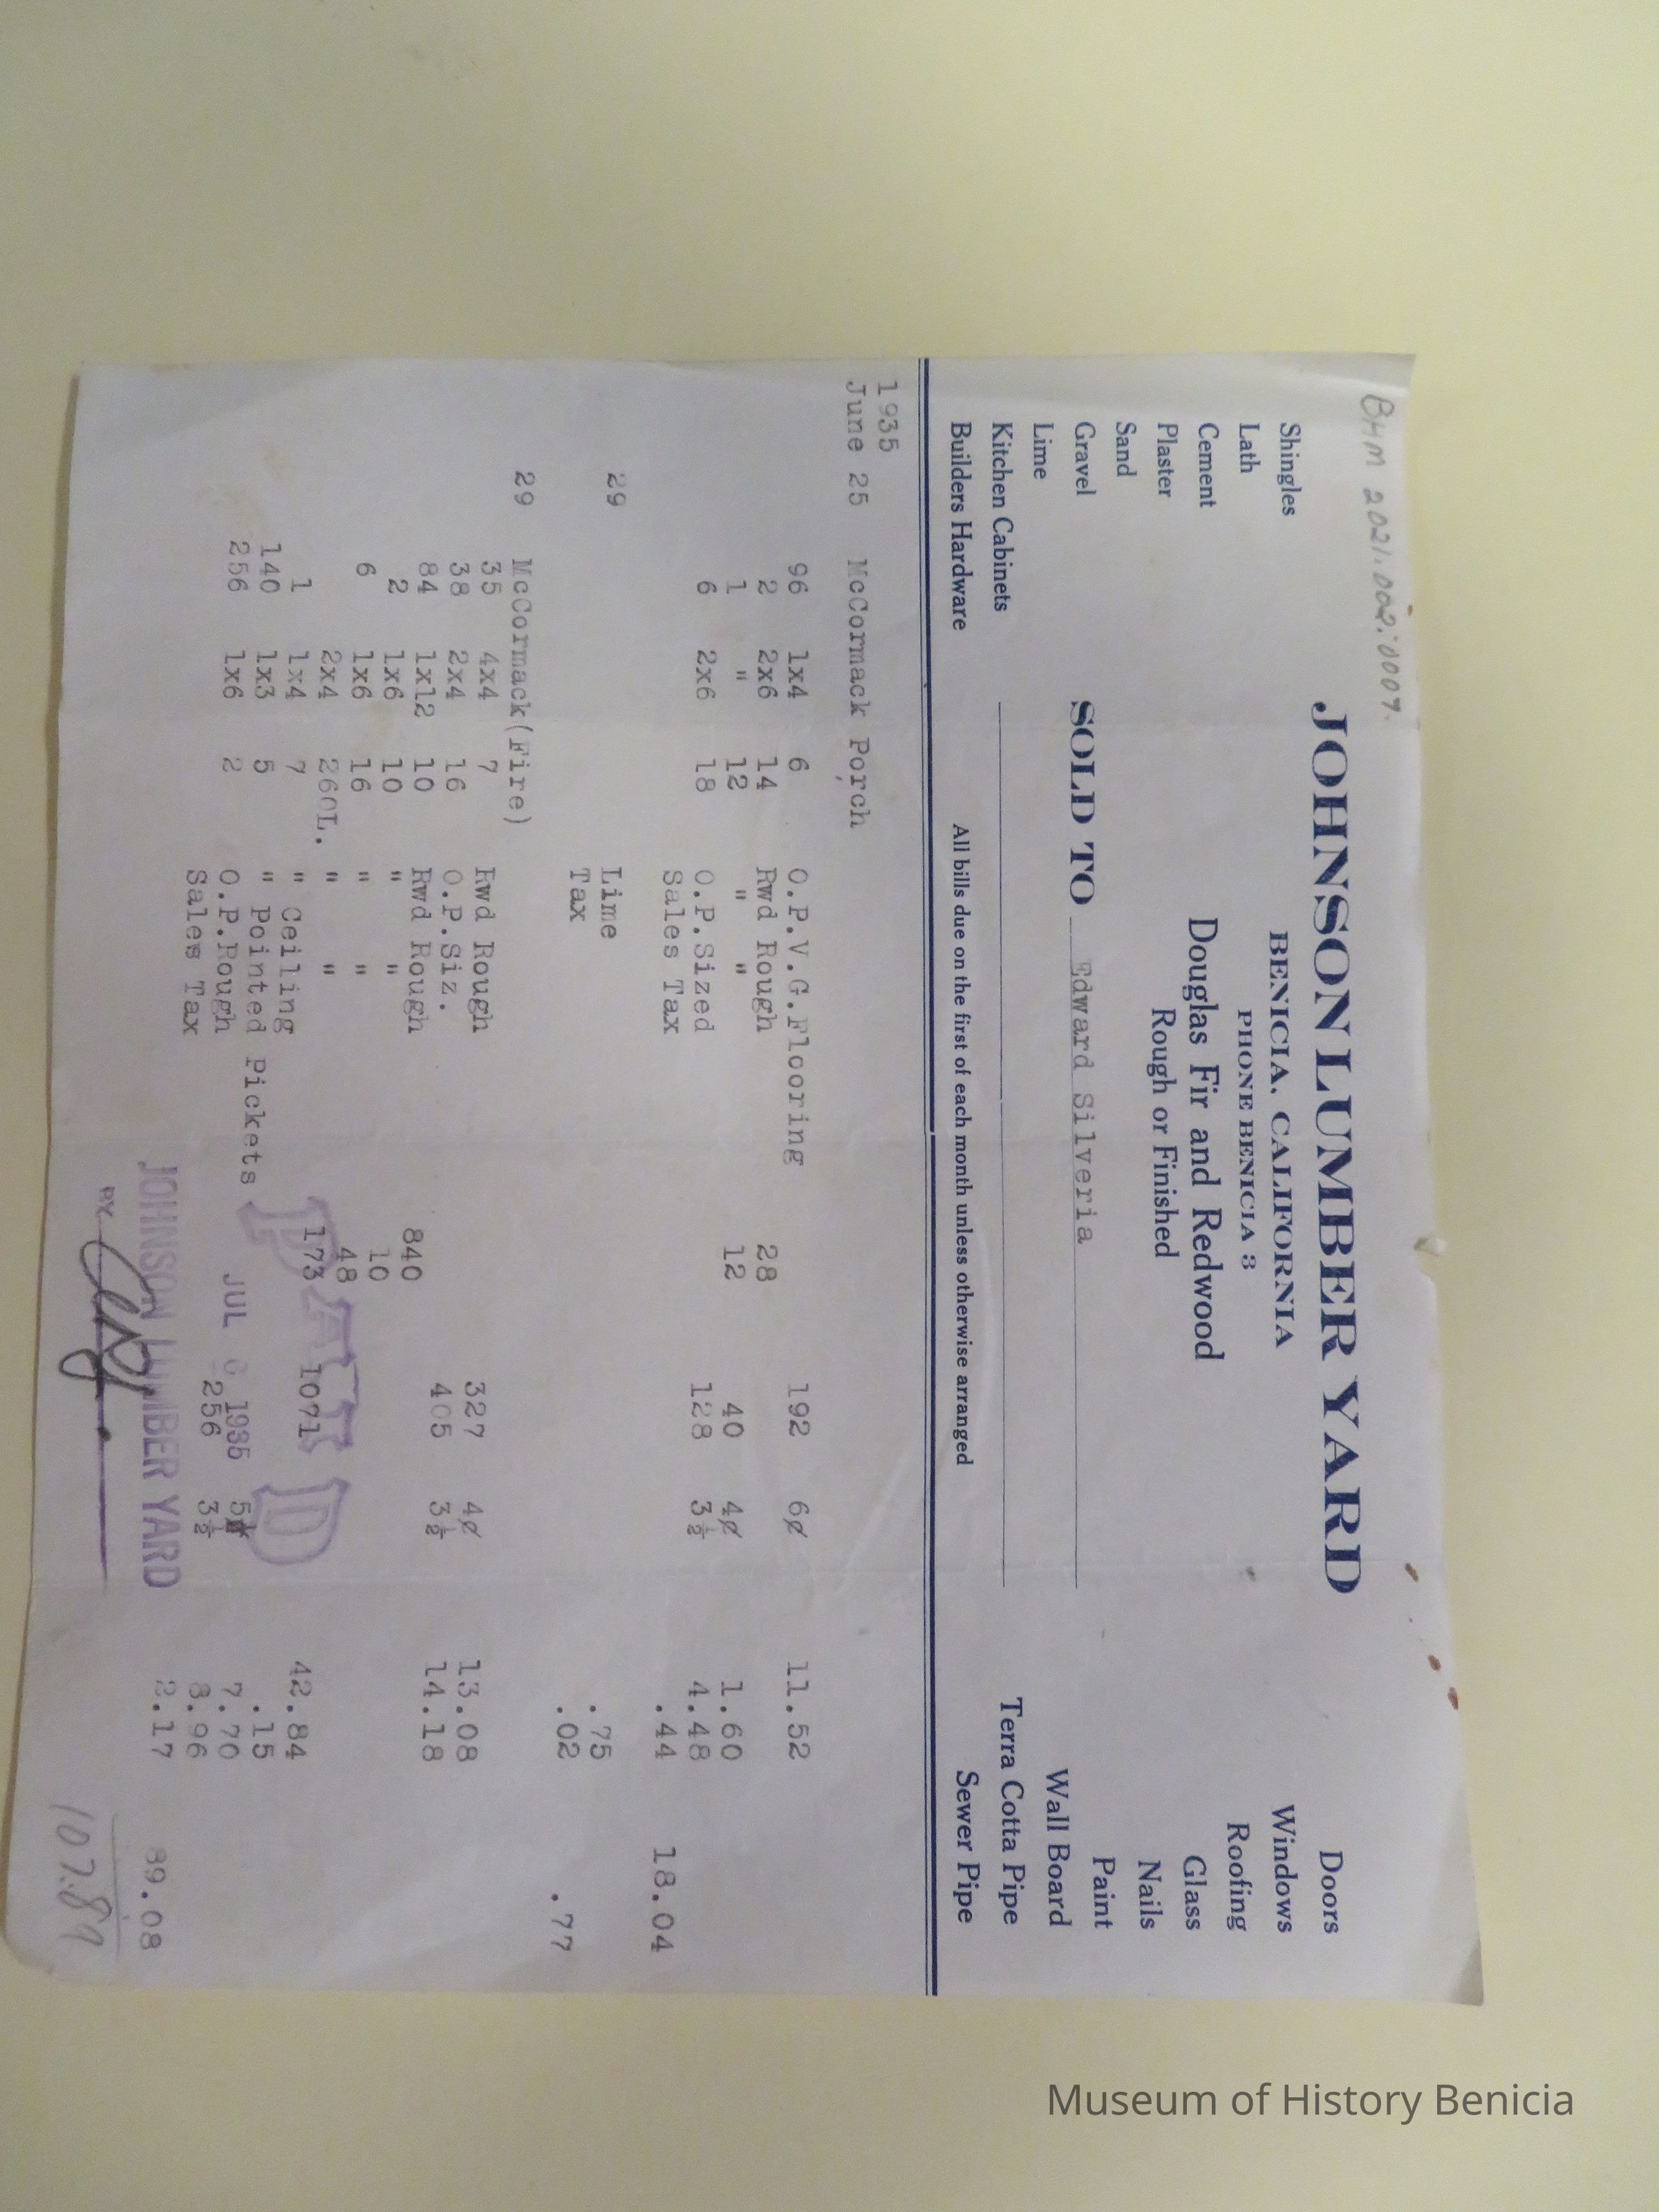 BHM 2021.002.0007.
JOHNSON LUMBER YARD
BENICIA, CALIFORNIA
PHONE BENICIA 3
Douglas Fir and Redwood
Rough or Finished
Shingles
Lath
Cement
Plaster
Sand
Gravel
Lime
Kitchen Cabinets
Builders Hardware
Doors
Windows
Roofing
Glass
Nails
Paint
Wall Board
Terra Cotta Pipe
Sewer Pipe
SOLD TO Edward Silveria
All bills due on the first of each month unless otherwise arranged
1935
June 25 McCormack Porch
96 1x4 6 O.P.V.G.Flooring 192 6¢ 11.52
2 2x6 14 Rwd Rough 28
1 " 12 " " 12 40 4¢ 1.60
6 2x6 18 O.P.Sized 128 3½ 4.48
Sales Tax .44 18.04
29 Lime .75
Tax .02 .77
29 McCormack(Fire)
35 4x4 7 Rwd Rough 327 4¢ 13.08
38 2x4 16 O.P.Siz. 405 3½ 14.18
84 1x12 10 Rwd Rough 840
2 1x6 10 " " 10
6 1x6 16 " " 48
2x4 260L. " " 173 1071 42.84
1 1x4 7 " Ceiling .15
140 1x3 5 " Pointed Pickets 5½ 7.70
256 1x6 2 O.P.Rough 256 3½ 8.96
Sales Tax 2.17 89.08
PAID
JUL 6 1935
JOHNSON LUMBER YARD
BY
107.89
Museum of History Benicia